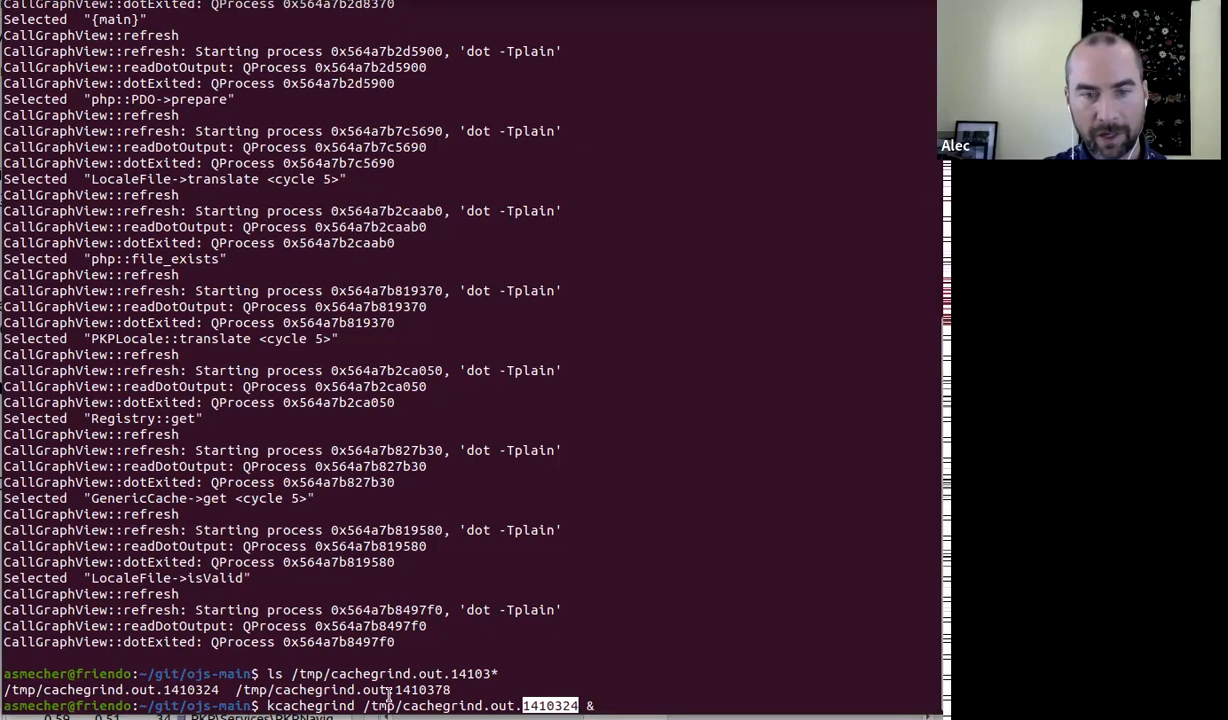 CallGraphView::dotExited: QProcess 0x564a7b2d8370
Selected  "{main}"
CallGraphView::refresh
CallGraphView::refresh: Starting process 0x564a7b2d5900, 'dot -Tplain'
CallGraphView::readDotOutput: QProcess 0x564a7b2d5900
CallGraphView::dotExited: QProcess 0x564a7b2d5900
Selected  "php::PDO->prepare"
CallGraphView::refresh
CallGraphView::refresh: Starting process 0x564a7b7c5690, 'dot -Tplain'
CallGraphView::readDotOutput: QProcess 0x564a7b7c5690
CallGraphView::dotExited: QProcess 0x564a7b7c5690
Selected  "LocaleFile->translate <cycle 5>"
CallGraphView::refresh
CallGraphView::refresh: Starting process 0x564a7b2caab0, 'dot -Tplain'
CallGraphView::readDotOutput: QProcess 0x564a7b2caab0
CallGraphView::dotExited: QProcess 0x564a7b2caab0
Selected  "php::file_exists"
CallGraphView::refresh
CallGraphView::refresh: Starting process 0x564a7b819370, 'dot -Tplain'
CallGraphView::readDotOutput: QProcess 0x564a7b819370
CallGraphView::dotExited: QProcess 0x564a7b819370
Selected  "PKPLocale::translate <cycle 5>"
CallGraphView::refresh
CallGraphView::refresh: Starting process 0x564a7b2ca050, 'dot -Tplain'
CallGraphView::readDotOutput: QProcess 0x564a7b2ca050
CallGraphView::dotExited: QProcess 0x564a7b2ca050
Selected  "Registry::get"
CallGraphView::refresh
CallGraphView::refresh: Starting process 0x564a7b827b30, 'dot -Tplain'
CallGraphView::readDotOutput: QProcess 0x564a7b827b30
CallGraphView::dotExited: QProcess 0x564a7b827b30
Selected  "GenericCache->get <cycle 5>"
CallGraphView::refresh
CallGraphView::refresh: Starting process 0x564a7b819580, 'dot -Tplain'
CallGraphView::readDotOutput: QProcess 0x564a7b819580
CallGraphView::dotExited: QProcess 0x564a7b819580
Selected  "LocaleFile->isValid"
CallGraphView::refresh
CallGraphView::refresh: Starting process 0x564a7b8497f0, 'dot -Tplain'
CallGraphView::readDotOutput: QProcess 0x564a7b8497f0
CallGraphView::dotExited: QProcess 0x564a7b8497f0
asmecher@friendo:~/git/ojs-main$ ls /tmp/cachegrind.out.14103*
/tmp/cachegrind.out.1410324  /tmp/cachegrind.out.1410378
asmecher@friendo:~/git/ojs-main$ kcachegrind /tmp/cachegrind.out.1410324 &
Alec